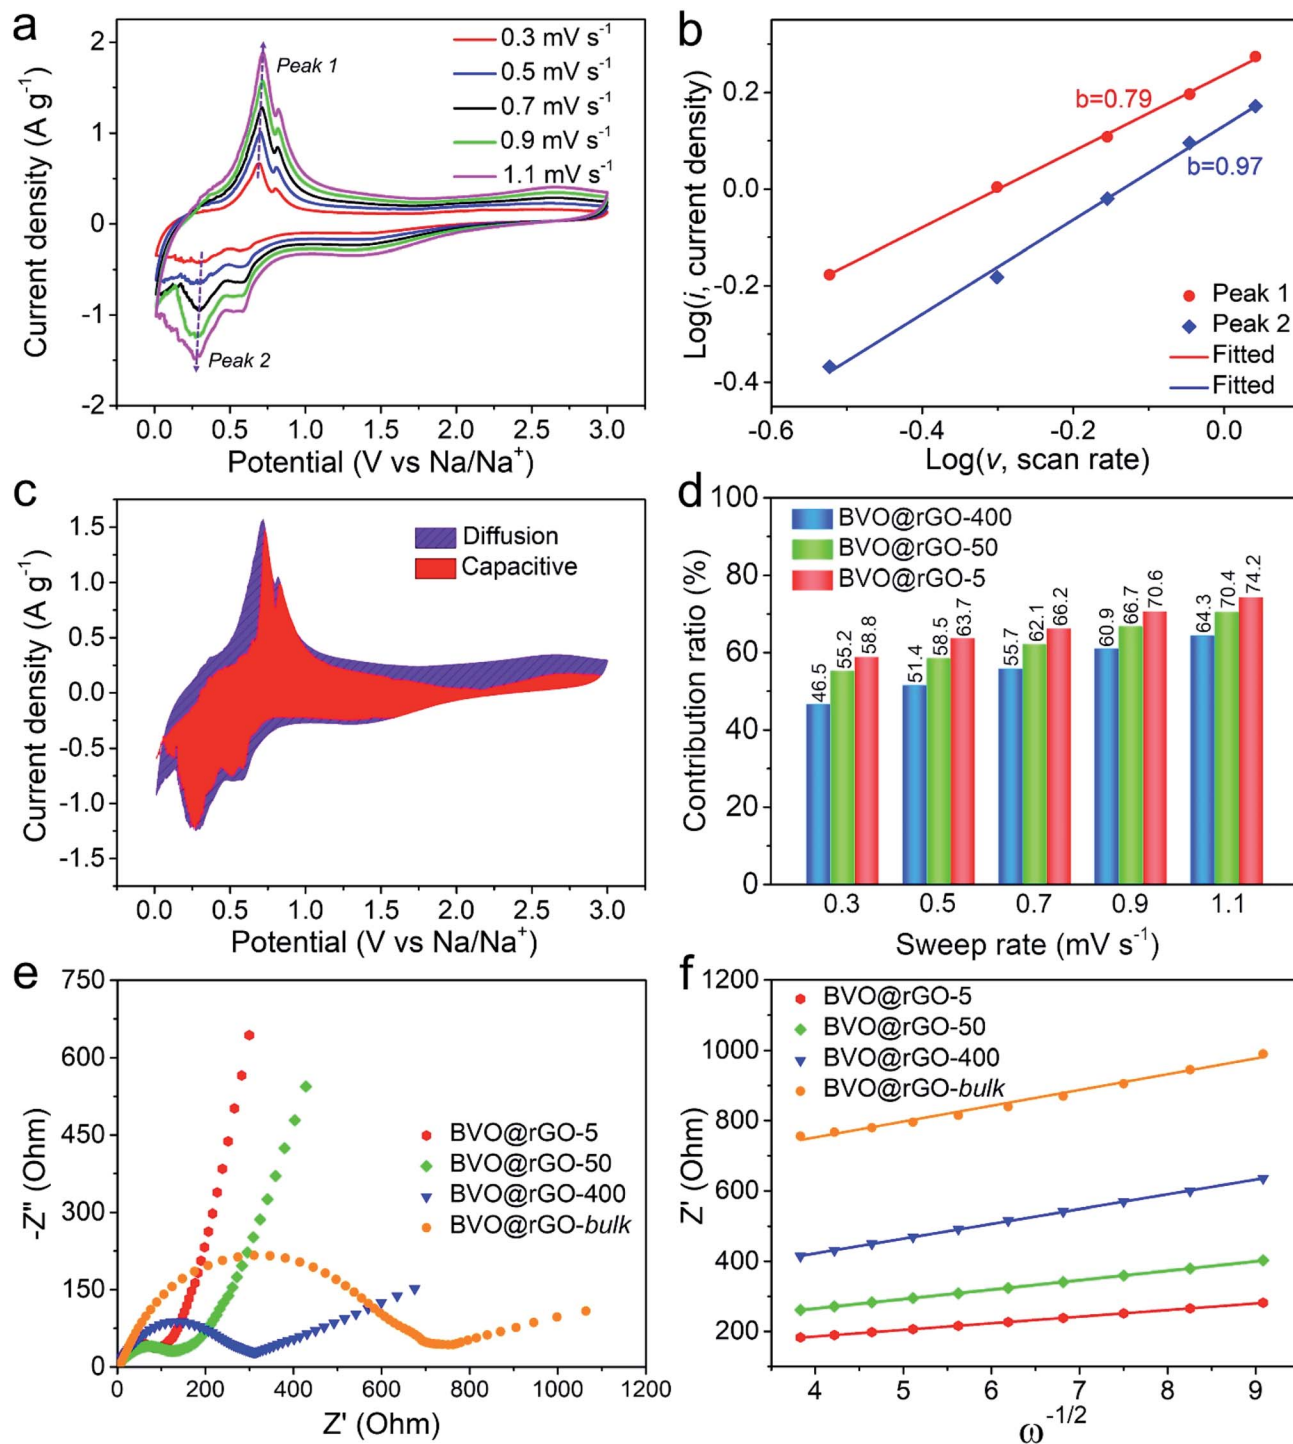 a
2
1
0
-1
-2
Current density (A g⁻¹)
0.0 0.5 1.0 1.5 2.0 2.5 3.0
Potential (V vs Na/Na⁺)
Peak 1
Peak 2
0.3 mV s⁻¹
0.5 mV s⁻¹
0.7 mV s⁻¹
0.9 mV s⁻¹
1.1 mV s⁻¹
b
0.2
0.0
-0.2
-0.4
Log(i, current density)
-0.6 -0.4 -0.2 0.0
Log(v, scan rate)
b=0.79
b=0.97
Peak 1
Peak 2
Fitted
Fitted
c
1.5
1.0
0.5
0.0
-0.5
-1.0
-1.5
Current density (A g⁻¹)
0.0 0.5 1.0 1.5 2.0 2.5 3.0
Potential (V vs Na/Na⁺)
Diffusion
Capacitive
d
100
80
60
40
20
0
Contribution ratio (%)
BVO@rGO-400
BVO@rGO-50
BVO@rGO-5
46.5 55.2 58.8
51.4 58.5 63.7
55.7 62.1 66.2
60.9 66.7 70.6
64.3 70.4 74.2
0.3 0.5 0.7 0.9 1.1
Sweep rate (mV s⁻¹)
e
750
600
450
300
150
0
-Z" (Ohm)
0 200 400 600 800 1000 1200
Z' (Ohm)
BVO@rGO-5
BVO@rGO-50
BVO@rGO-400
BVO@rGO-bulk
f
1200
1000
800
600
400
200
Z' (Ohm)
4 5 6 7 8 9
ω⁻¹/²
BVO@rGO-5
BVO@rGO-50
BVO@rGO-400
BVO@rGO-bulk